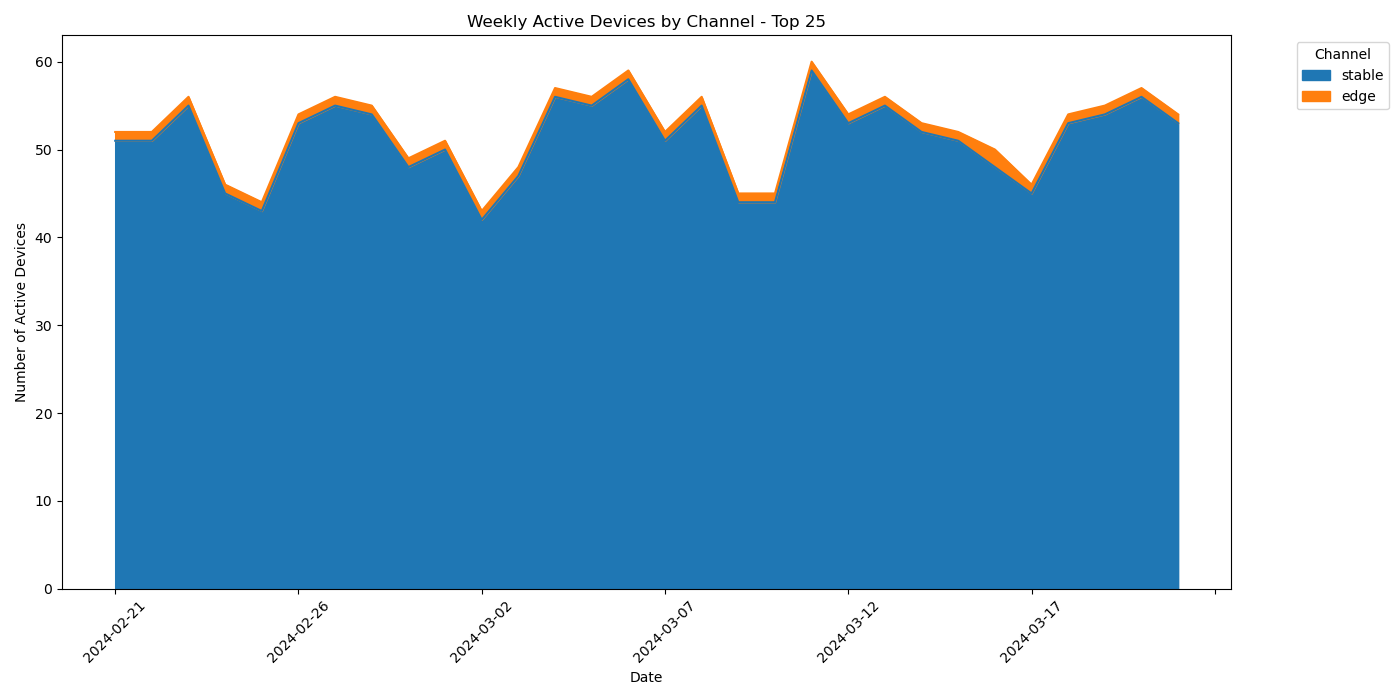 Weekly Active Devices by Channel - Top 25
Channel
stable
edge
Number of Active Devices
60
50
40
30
20
10
0
2024-02-21
2024-02-26
2024-03-02
2024-03-07
2024-03-12
2024-03-17
Date